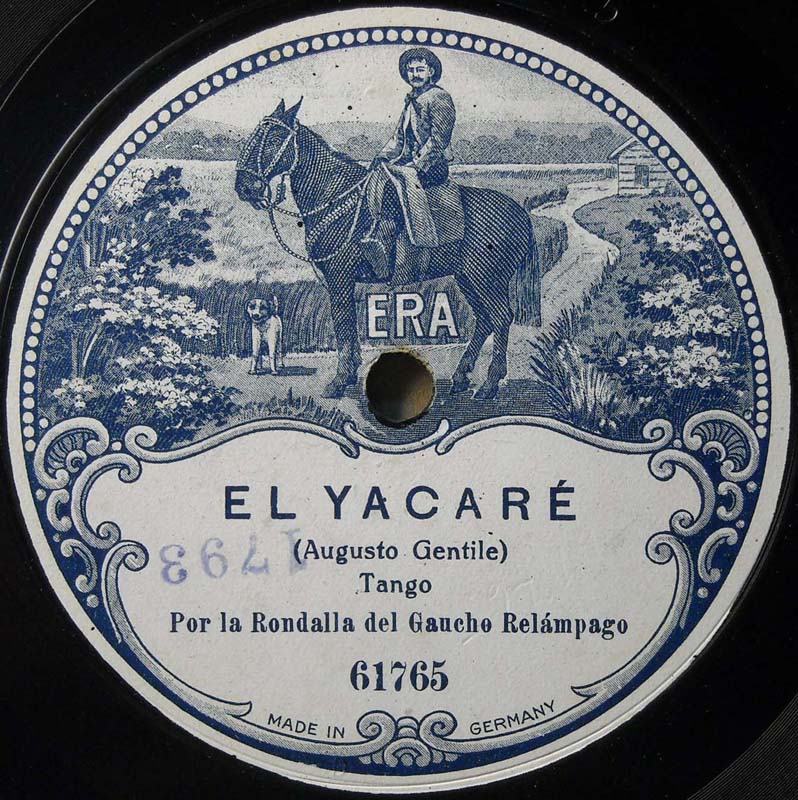 ERA
EL YACARÉ
(Augusto Gentile)
1793
Tango
Por la Rondalla del Gaucho Relámpago
61765
MADE IN GERMANY